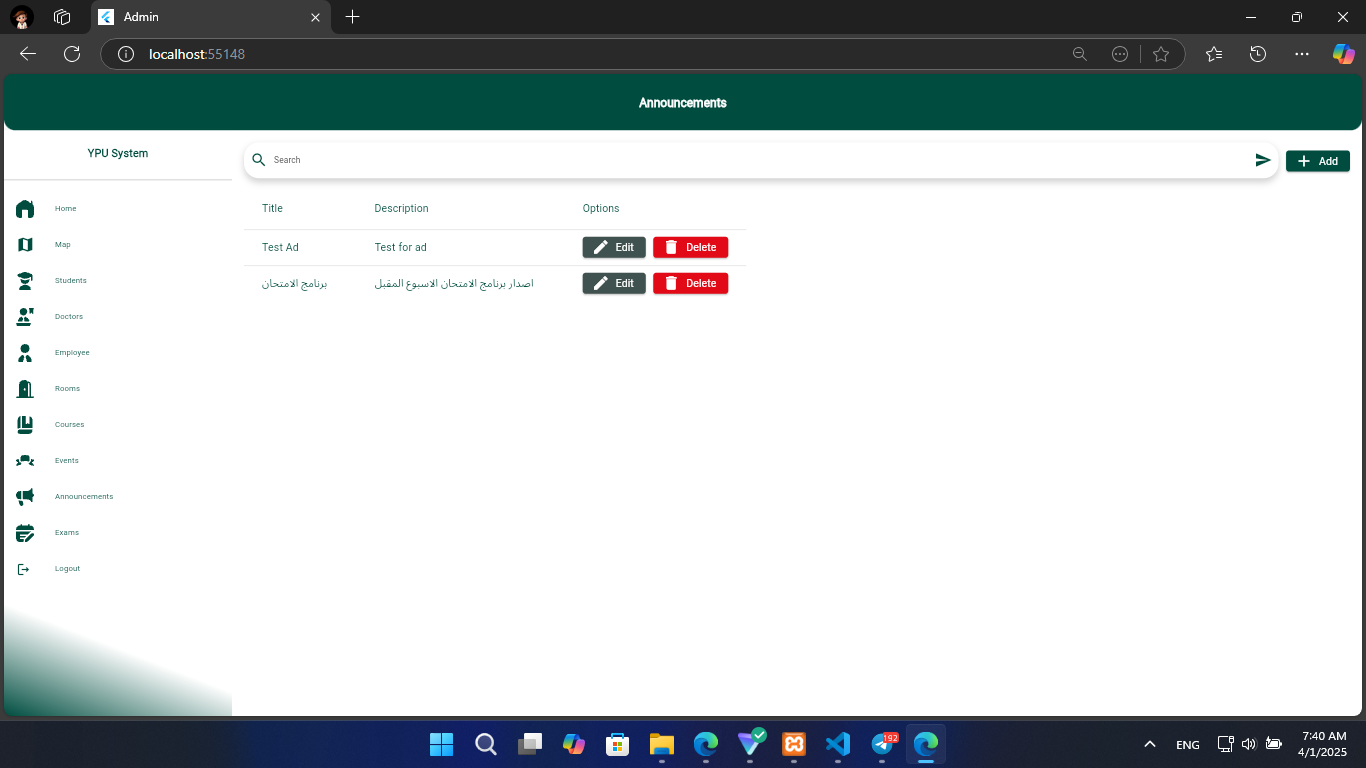 Admin
localhost:55148
Announcements
YPU System
Home
Map
Students
Doctors
Employee
Rooms
Courses
Events
Announcements
Exams
Logout
Search
Add
Title Description Options
Test Ad Test for ad Edit Delete
برنامج الامتحان اصدار برنامج الامتحان الاسبوع المقبل Edit Delete
192
ENG
7:40 AM
4/1/2025